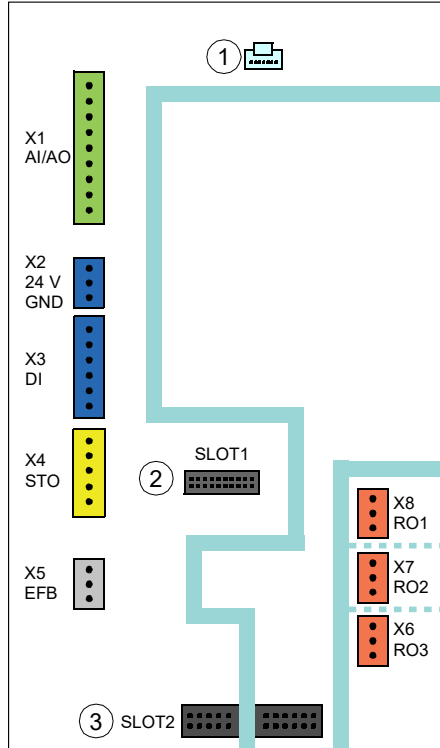 1
X1
AI/AO
X2
24 V
GND
X3
DI
X4
STO
2
SLOT1
X8
RO1
X5
EFB
X7
RO2
X6
RO3
3 SLOT2